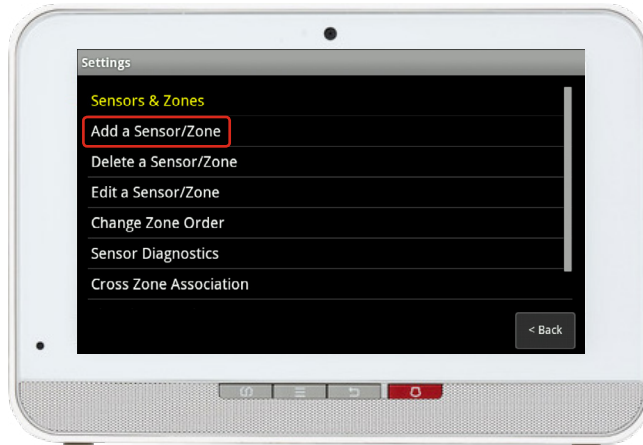 Settings
Sensors & Zones
Add a Sensor/Zone
Delete a Sensor/Zone
Edit a Sensor/Zone
Change Zone Order
Sensor Diagnostics
Cross Zone Association
< Back